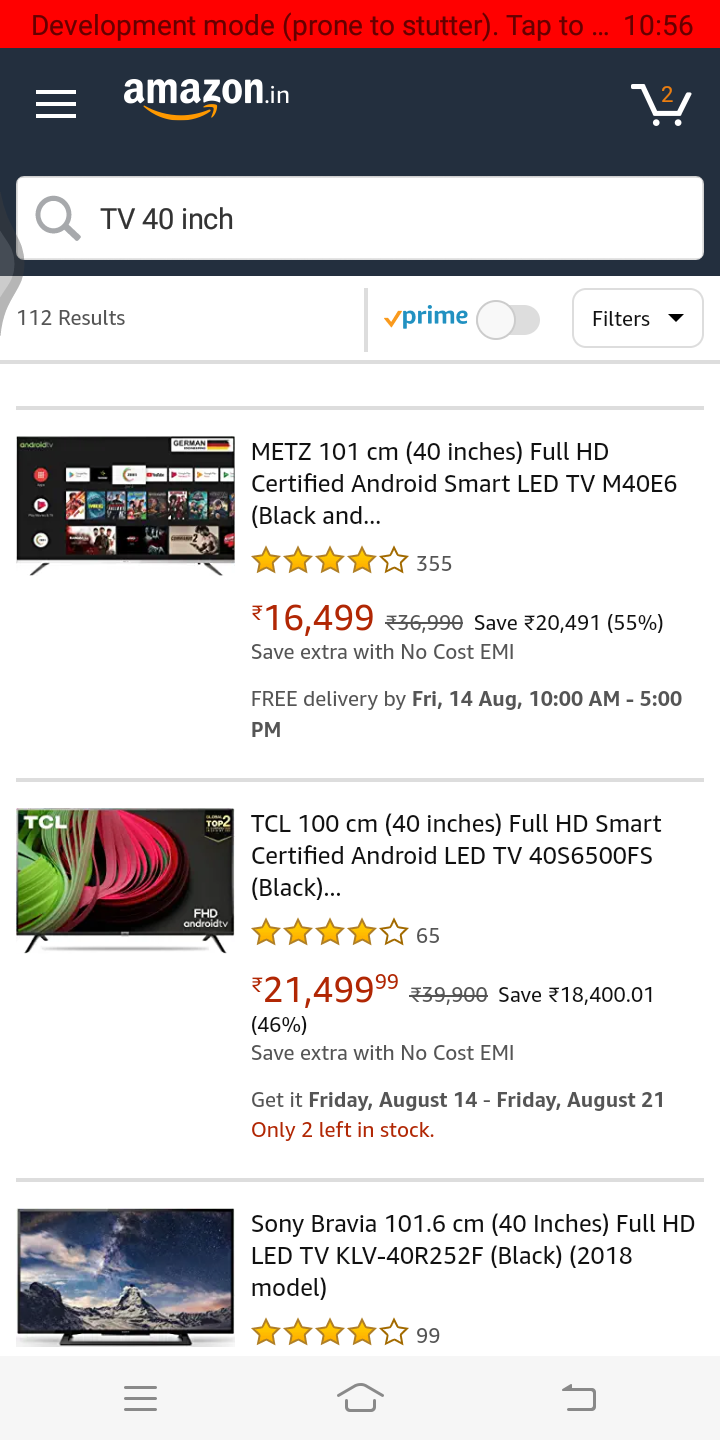 Development mode (prone to stutter). Tap to ... 10:56
amazon.in
2
TV 40 inch
112 Results
prime
Filters
androidtv
GERMAN
METZ 101 cm (40 inches) Full HD
Certified Android Smart LED TV M40E6
(Black and...
355
₹16,499 ₹36,990 Save ₹20,491 (55%)
Save extra with No Cost EMI
FREE delivery by Fri, 14 Aug, 10:00 AM - 5:00
PM
TCL
TOP2
FHD
androidtv
TCL 100 cm (40 inches) Full HD Smart
Certified Android LED TV 40S6500FS
(Black)...
65
₹21,49999 ₹39,900 Save ₹18,400.01
(46%)
Save extra with No Cost EMI
Get it Friday, August 14 - Friday, August 21
Only 2 left in stock.
Sony Bravia 101.6 cm (40 Inches) Full HD
LED TV KLV-40R252F (Black) (2018
model)
99